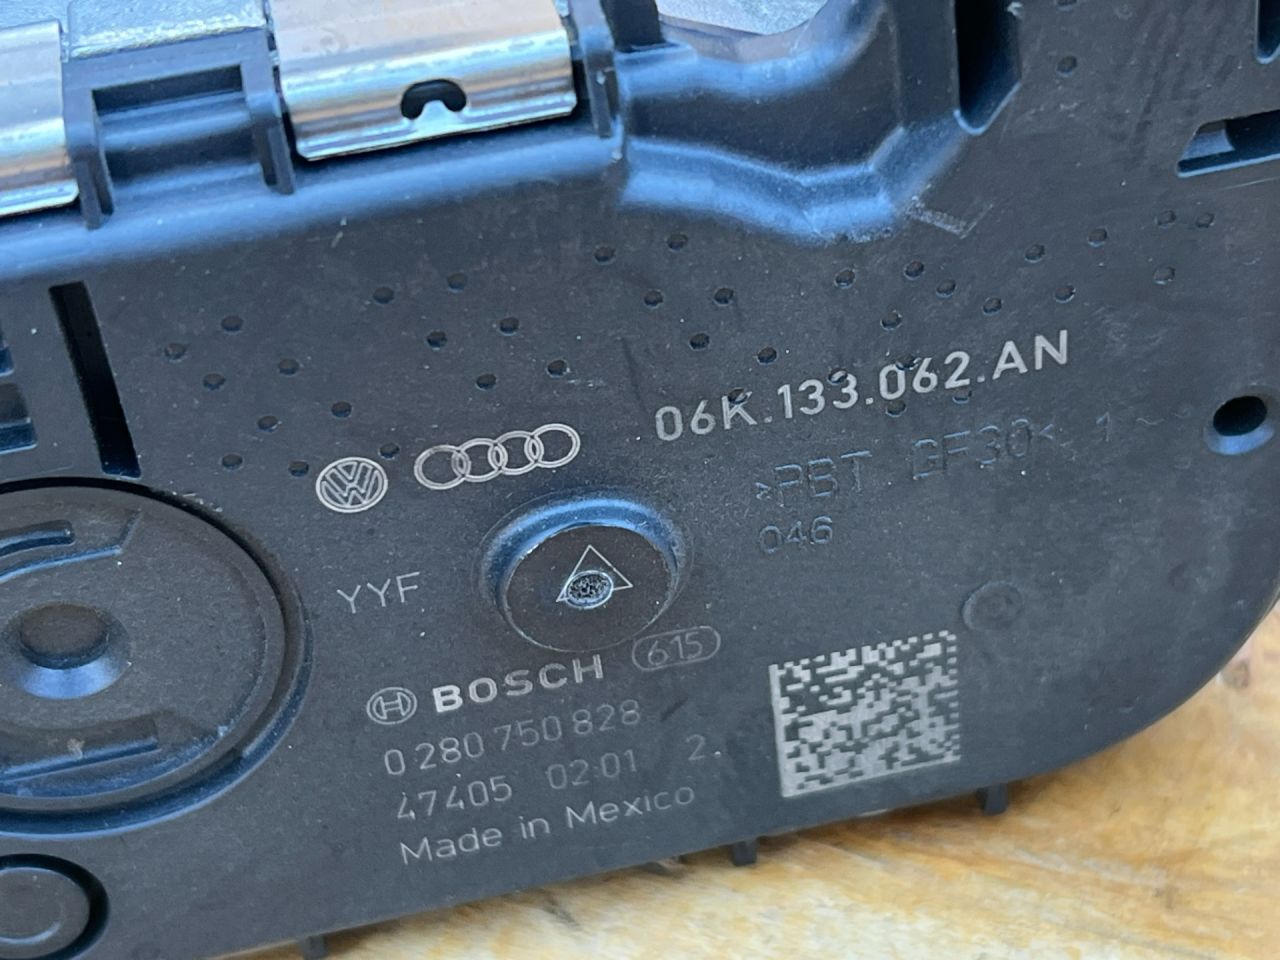 06K.133.062.AN
>PBT GF30< 1
046
YYF
BOSCH 615
0 280 750 828
47405 02:01 2.
Made in Mexico